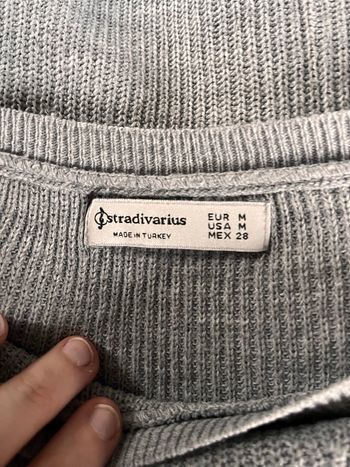 stradivarius
MADE IN TURKEY
EUR M
USA M
MEX 28